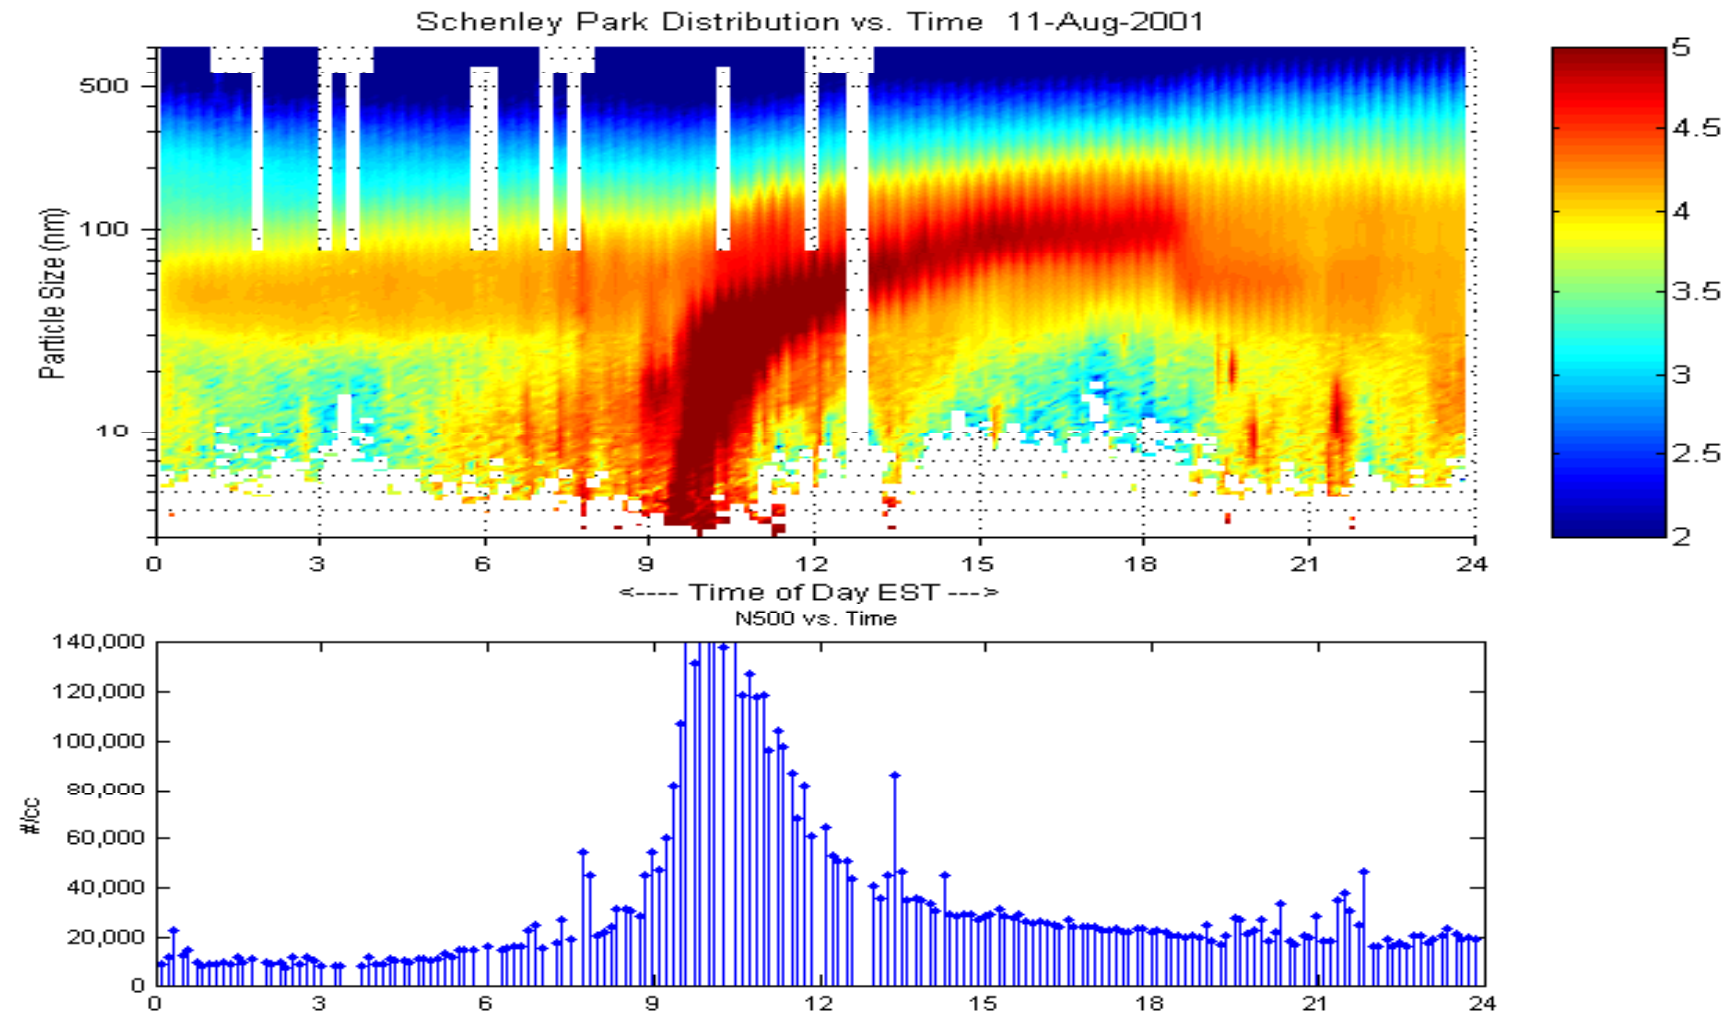 Schenley Park Distribution vs. Time 11-Aug-2001
Particle Size (nm)
500
100
10
0 3 6 9 12 15 18 21 24
<---- Time of Day EST --->
5
4.5
4
3.5
3
2.5
2
N500 vs. Time
#/cc
140,000
120,000
100,000
80,000
60,000
40,000
20,000
0
0 3 6 9 12 15 18 21 24